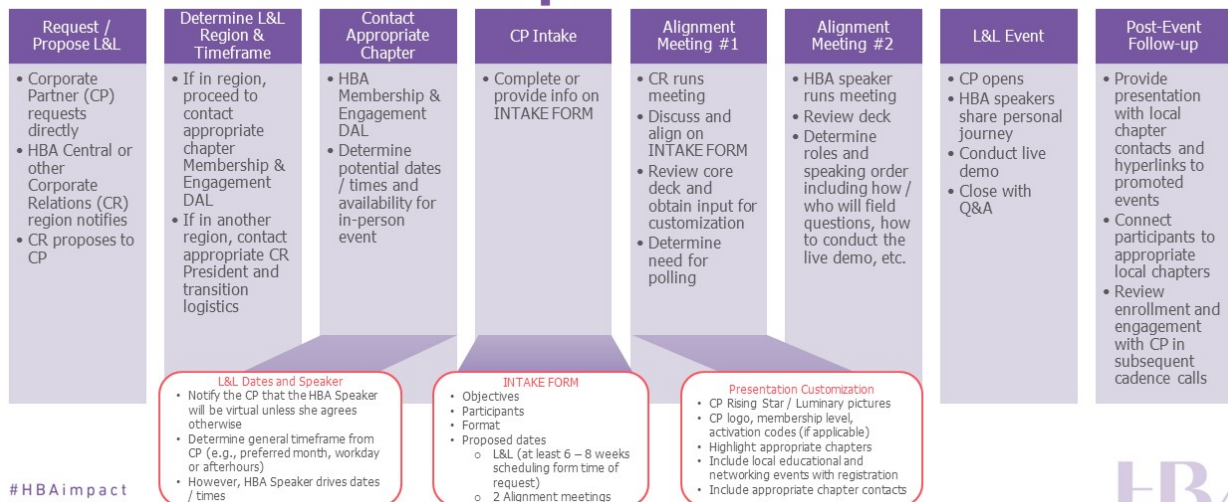 Request /
Propose L&L
• Corporate
Partner (CP)
requests
directly
• HBA Central or
other
Corporate
Relations (CR)
region notifies
• CR proposes to
CP
Determine L&L
Region &
Timeframe
• If in region,
proceed to
contact
appropriate
chapter
Membership &
Engagement
DAL
• If in another
region, contact
appropriate CR
President and
transition
logistics
Contact
Appropriate
Chapter
• HBA
Membership &
Engagement
DAL
• Determine
potential dates
/ times and
availability for
in-person
event
CP Intake
• Complete or
provide info on
INTAKE FORM
Alignment
Meeting #1
• CR runs
meeting
• Discuss and
align on
INTAKE FORM
• Review core
deck and
obtain input for
customization
• Determine
need for
polling
Alignment
Meeting #2
• HBA speaker
runs meeting
• Review deck
• Determine
roles and
speaking order
including how /
who will field
questions, how
to conduct the
live demo, etc.
L&L Event
• CP opens
• HBA speakers
share personal
journey
• Conduct live
demo
• Close with
Q&A
Post-Event
Follow-up
• Provide
presentation
with local
chapter
contacts and
hyperlinks to
promoted
events
• Connect
participants to
appropriate
local chapters
• Review
enrollment and
engagement
with CP in
subsequent
cadence calls
L&L Dates and Speaker
• Notify the CP that the HBA Speaker
will be virtual unless she agrees
otherwise
• Determine general timeframe from
CP (e.g., preferred month, workday
or afterhours)
• However, HBA Speaker drives dates
/ times
INTAKE FORM
• Objectives
• Participants
• Format
• Proposed dates
o L&L (at least 6 – 8 weeks
scheduling form time of
request)
o 2 Alignment meetings
Presentation Customization
• CP Rising Star / Luminary pictures
• CP logo, membership level,
activation codes (if applicable)
• Highlight appropriate chapters
• Include local educational and
networking events with registration
• Include appropriate chapter contacts
#HBAimpact